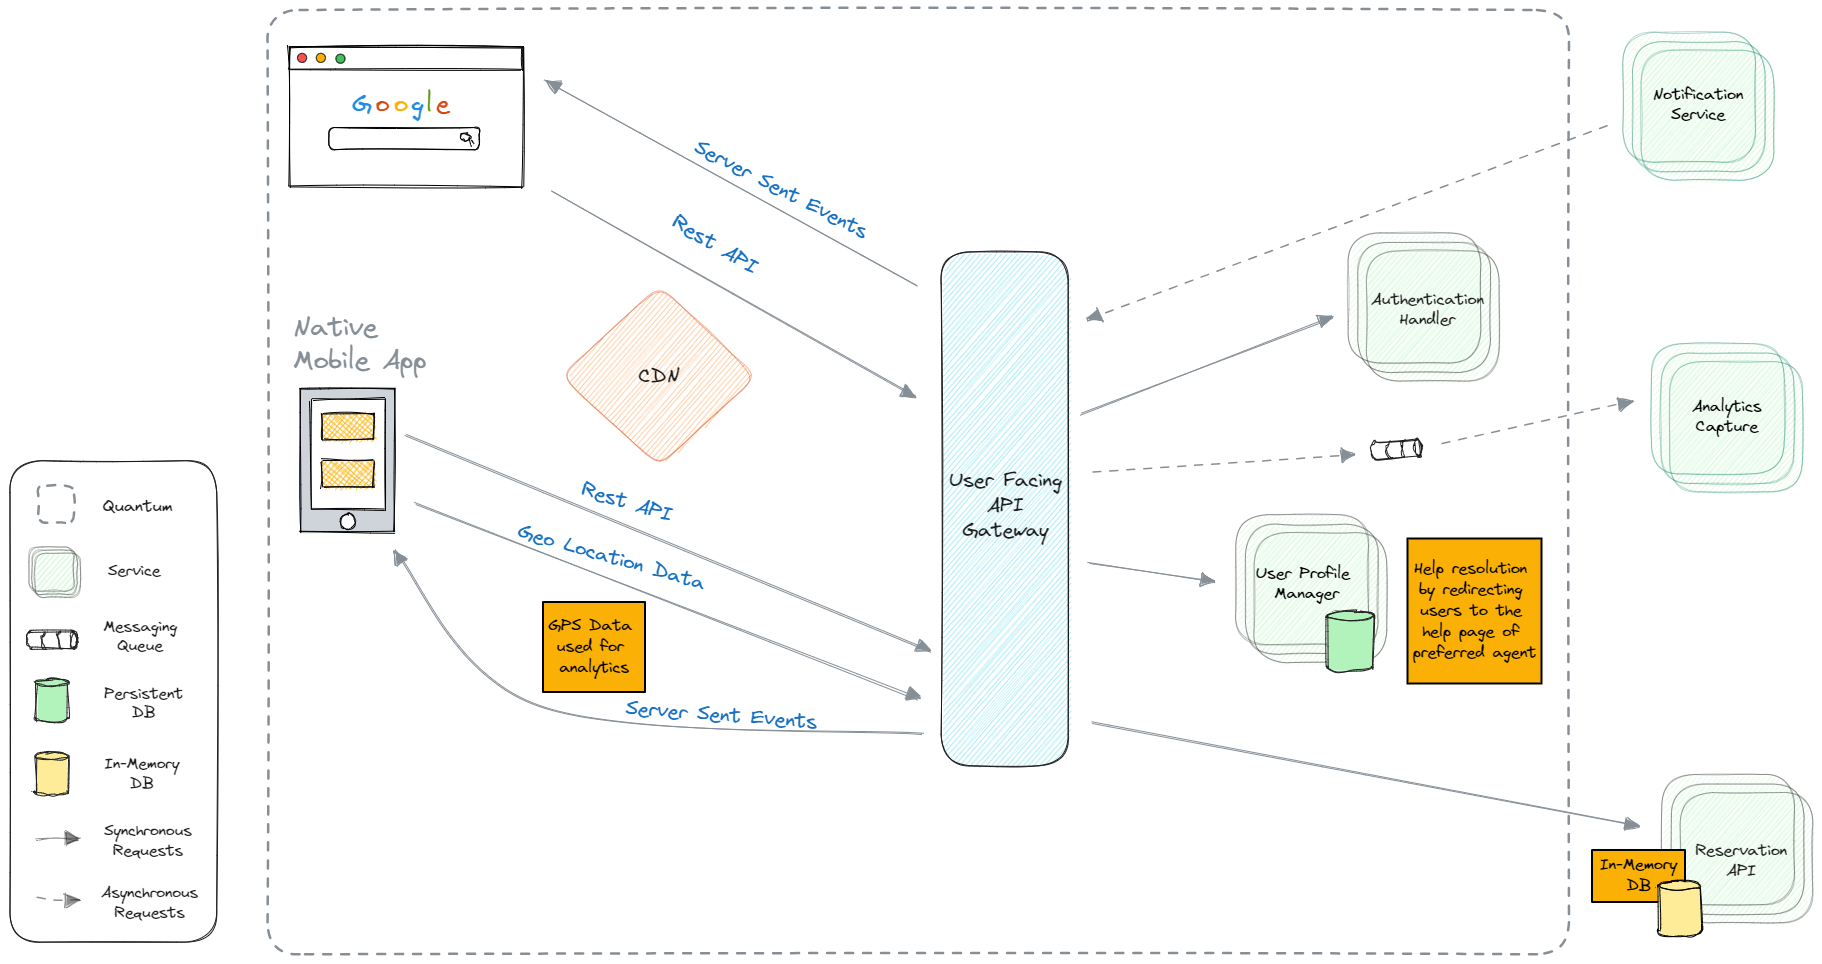 Google
Server Sent Events
Rest API
Notification
Service
Authentication
Handler
Native
Mobile App
CDN
Analytics
Capture
User Facing
API
Gateway
Rest API
Geo Location Data
GPS Data
used for
analytics
Server Sent Events
User Profile
Manager
Help resolution
by redirecting
users to the
help page of
preferred agent
Reservation
API
In-Memory
DB
Quantum
Service
Messaging
Queue
Persistent
DB
In-Memory
DB
Synchronous
Requests
Asynchronous
Requests